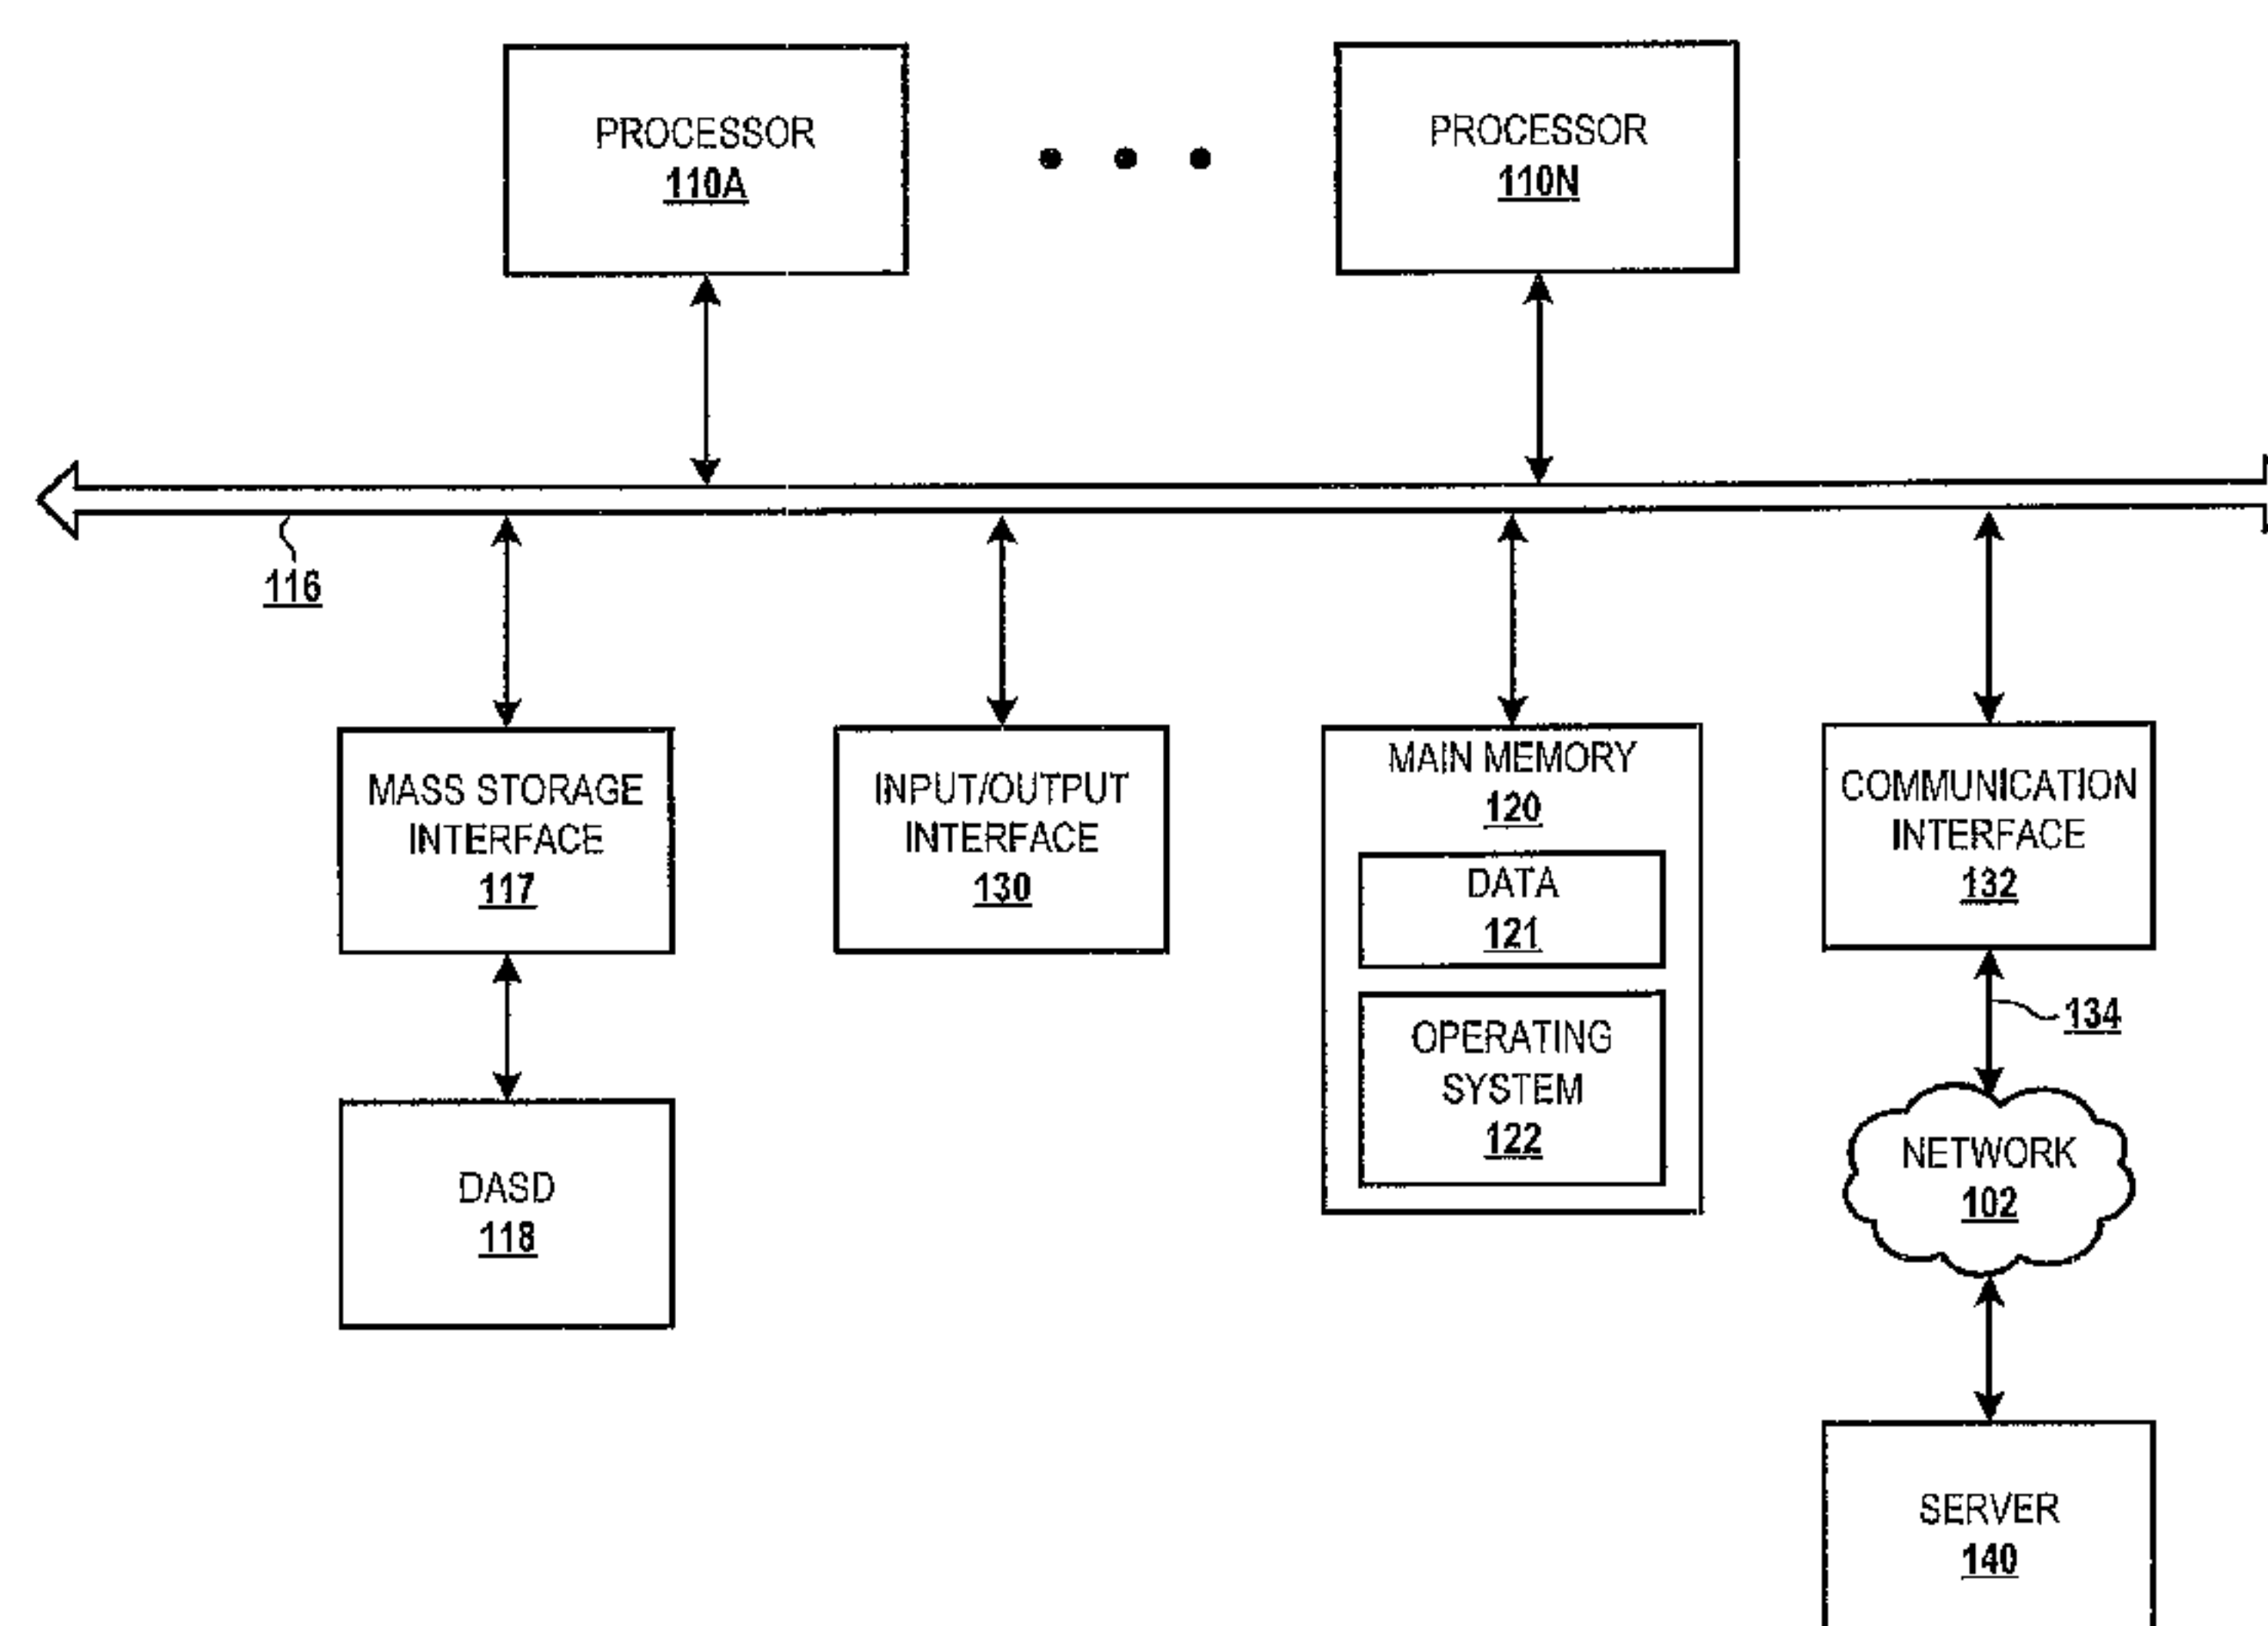 PROCESSOR
110A
PROCESSOR
110N
116
MASS STORAGE
INTERFACE
117
INPUT/OUTPUT
INTERFACE
130
MAIN MEMORY
120
DATA
121
OPERATING
SYSTEM
122
COMMUNICATION
INTERFACE
132
134
DASD
118
NETWORK
102
SERVER
140